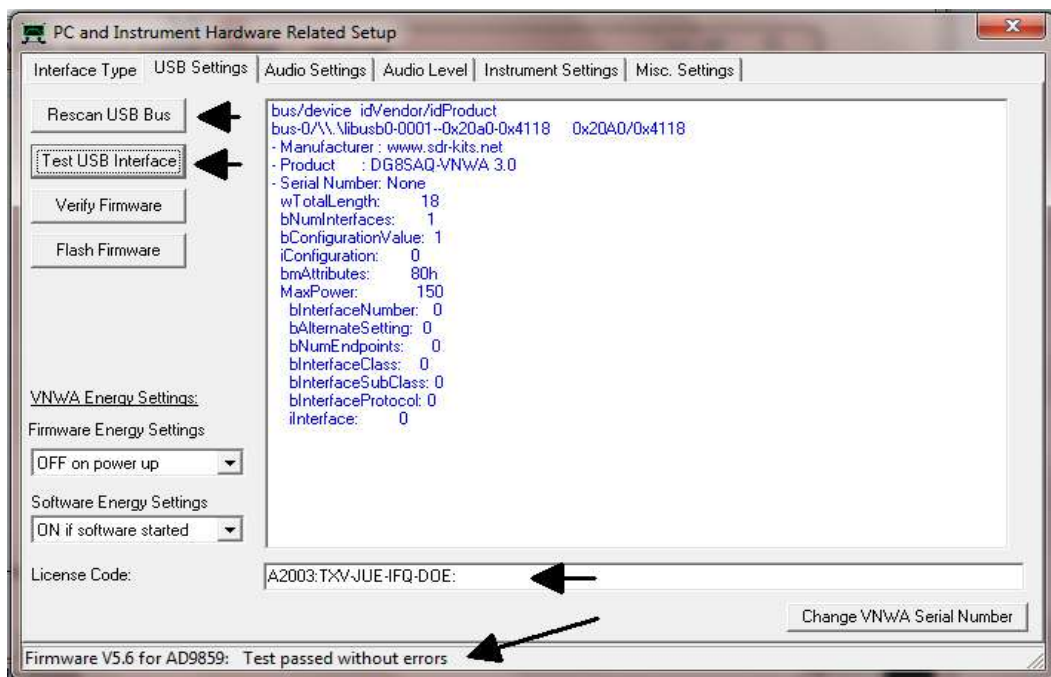 PC and Instrument Hardware Related Setup
Interface Type USB Settings Audio Settings Audio Level Instrument Settings Misc. Settings
Rescan USB Bus
Test USB Interface
Verify Firmware
Flash Firmware
bus/device idVendor/idProduct
bus-0/\\.\libusb0-0001--0x20a0-0x4118 0x20A0/0x4118
- Manufacturer : www.sdr-kits.net
- Product : DG8SAQ-VNWA 3.0
- Serial Number: None
wTotalLength: 18
bNumInterfaces: 1
bConfigurationValue: 1
iConfiguration: 0
bmAttributes: 80h
MaxPower: 150
bInterfaceNumber: 0
bAlternateSetting: 0
bNumEndpoints: 0
bInterfaceClass: 0
bInterfaceSubClass: 0
bInterfaceProtocol: 0
iInterface: 0
VNWA Energy Settings:
Firmware Energy Settings
OFF on power up
Software Energy Settings
ON if software started
License Code:
A2003:TXV-JUE-IFQ-DOE:
Change VNWA Serial Number
Firmware V5.6 for AD9859: Test passed without errors